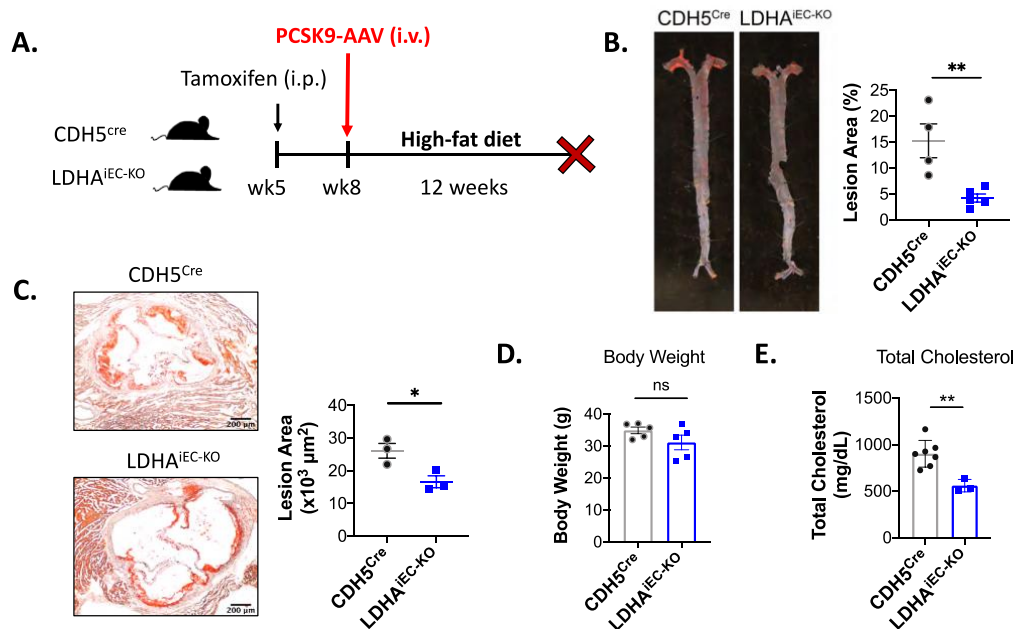 A.
PCSK9-AAV (i.v.)
Tamoxifen (i.p.)
CDH5cre
LDHAiEC-KO
High-fat diet
wk5 wk8 12 weeks
B.
CDH5Cre LDHAiEC-KO
**
Lesion Area (%)
25
20
15
10
5
0
CDH5Cre
LDHAiEC-KO
C.
CDH5Cre
200 µm
LDHAiEC-KO
200 µm
*
Lesion Area
(x10³ µm²)
40
30
20
10
0
CDH5Cre
LDHAiEC-KO
D.
Body Weight
ns
Body Weight (g)
40
30
20
10
0
CDH5Cre
LDHAiEC-KO
E.
Total Cholesterol
**
Total Cholesterol
(mg/dL)
1500
1000
500
0
CDH5Cre
LDHAiEC-KO